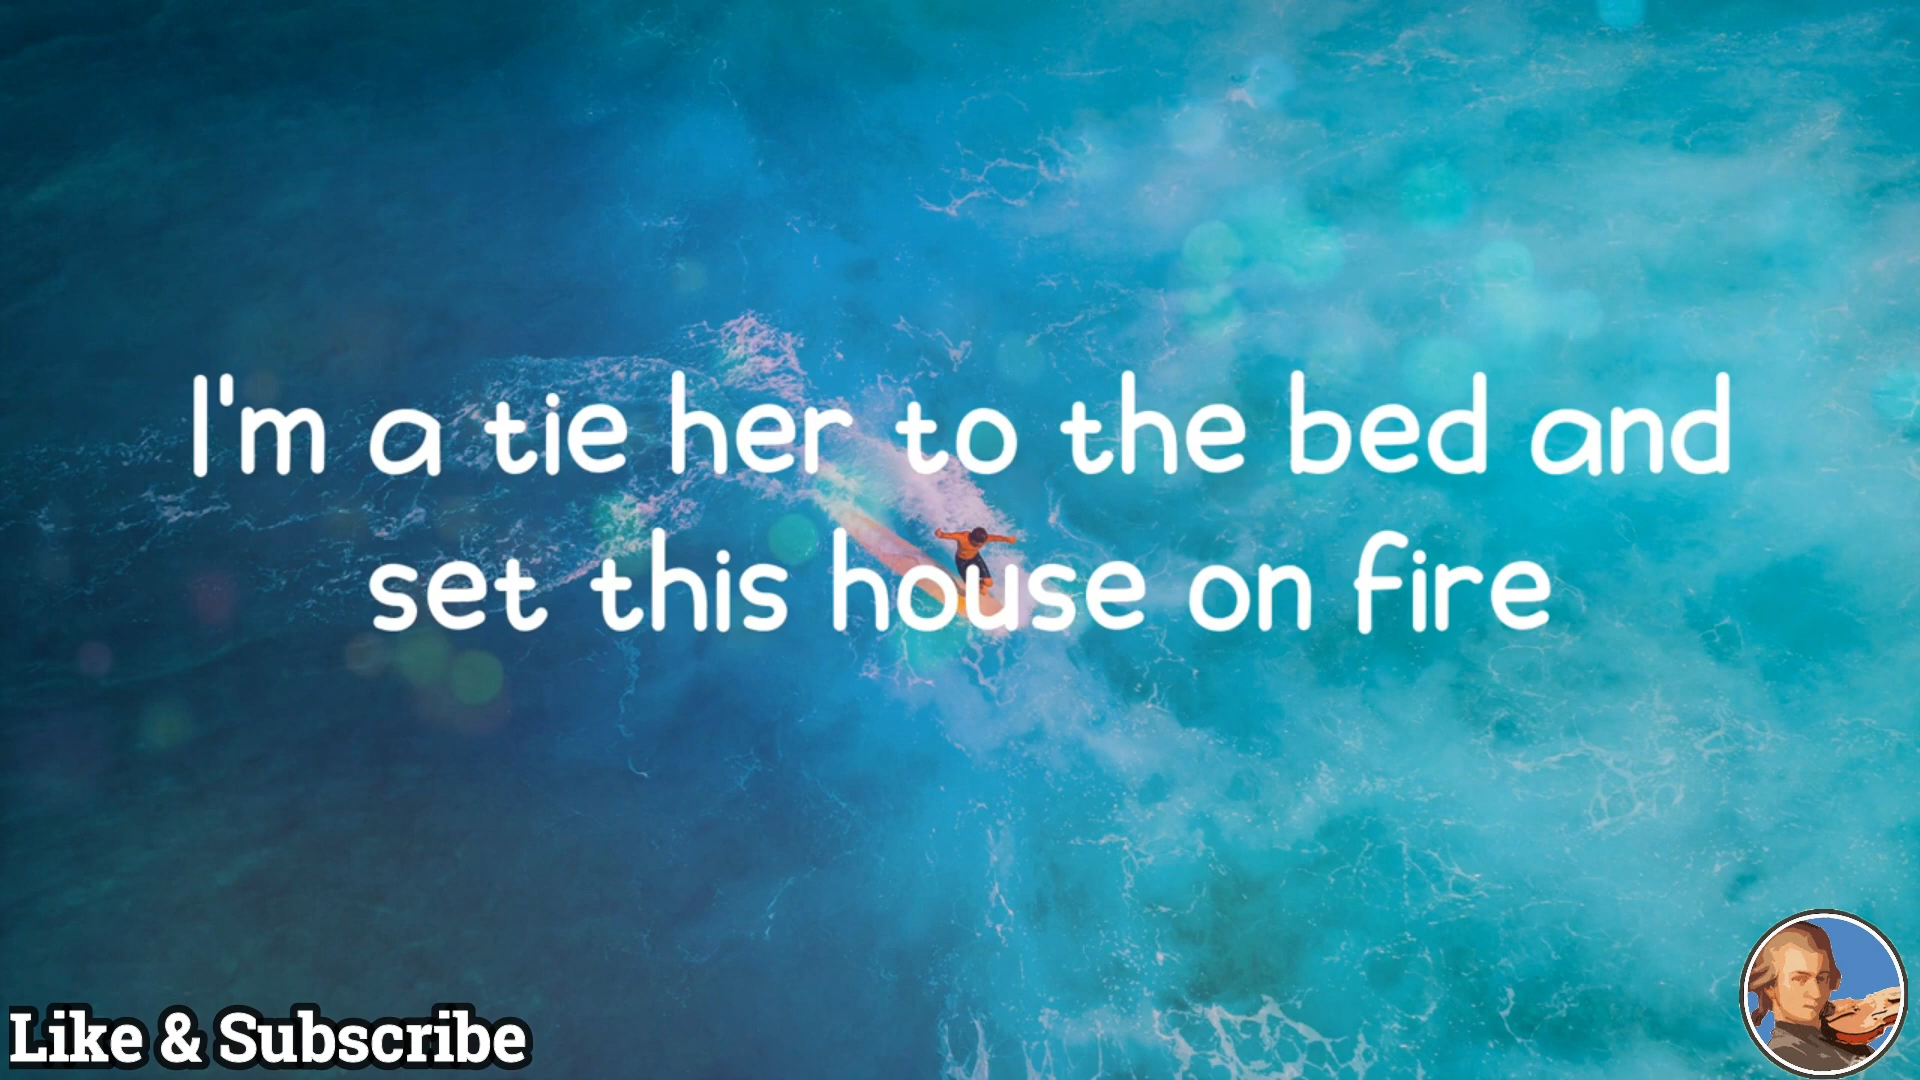 I'm a tie her to the bed and
set this house on fire
Like & Subscribe